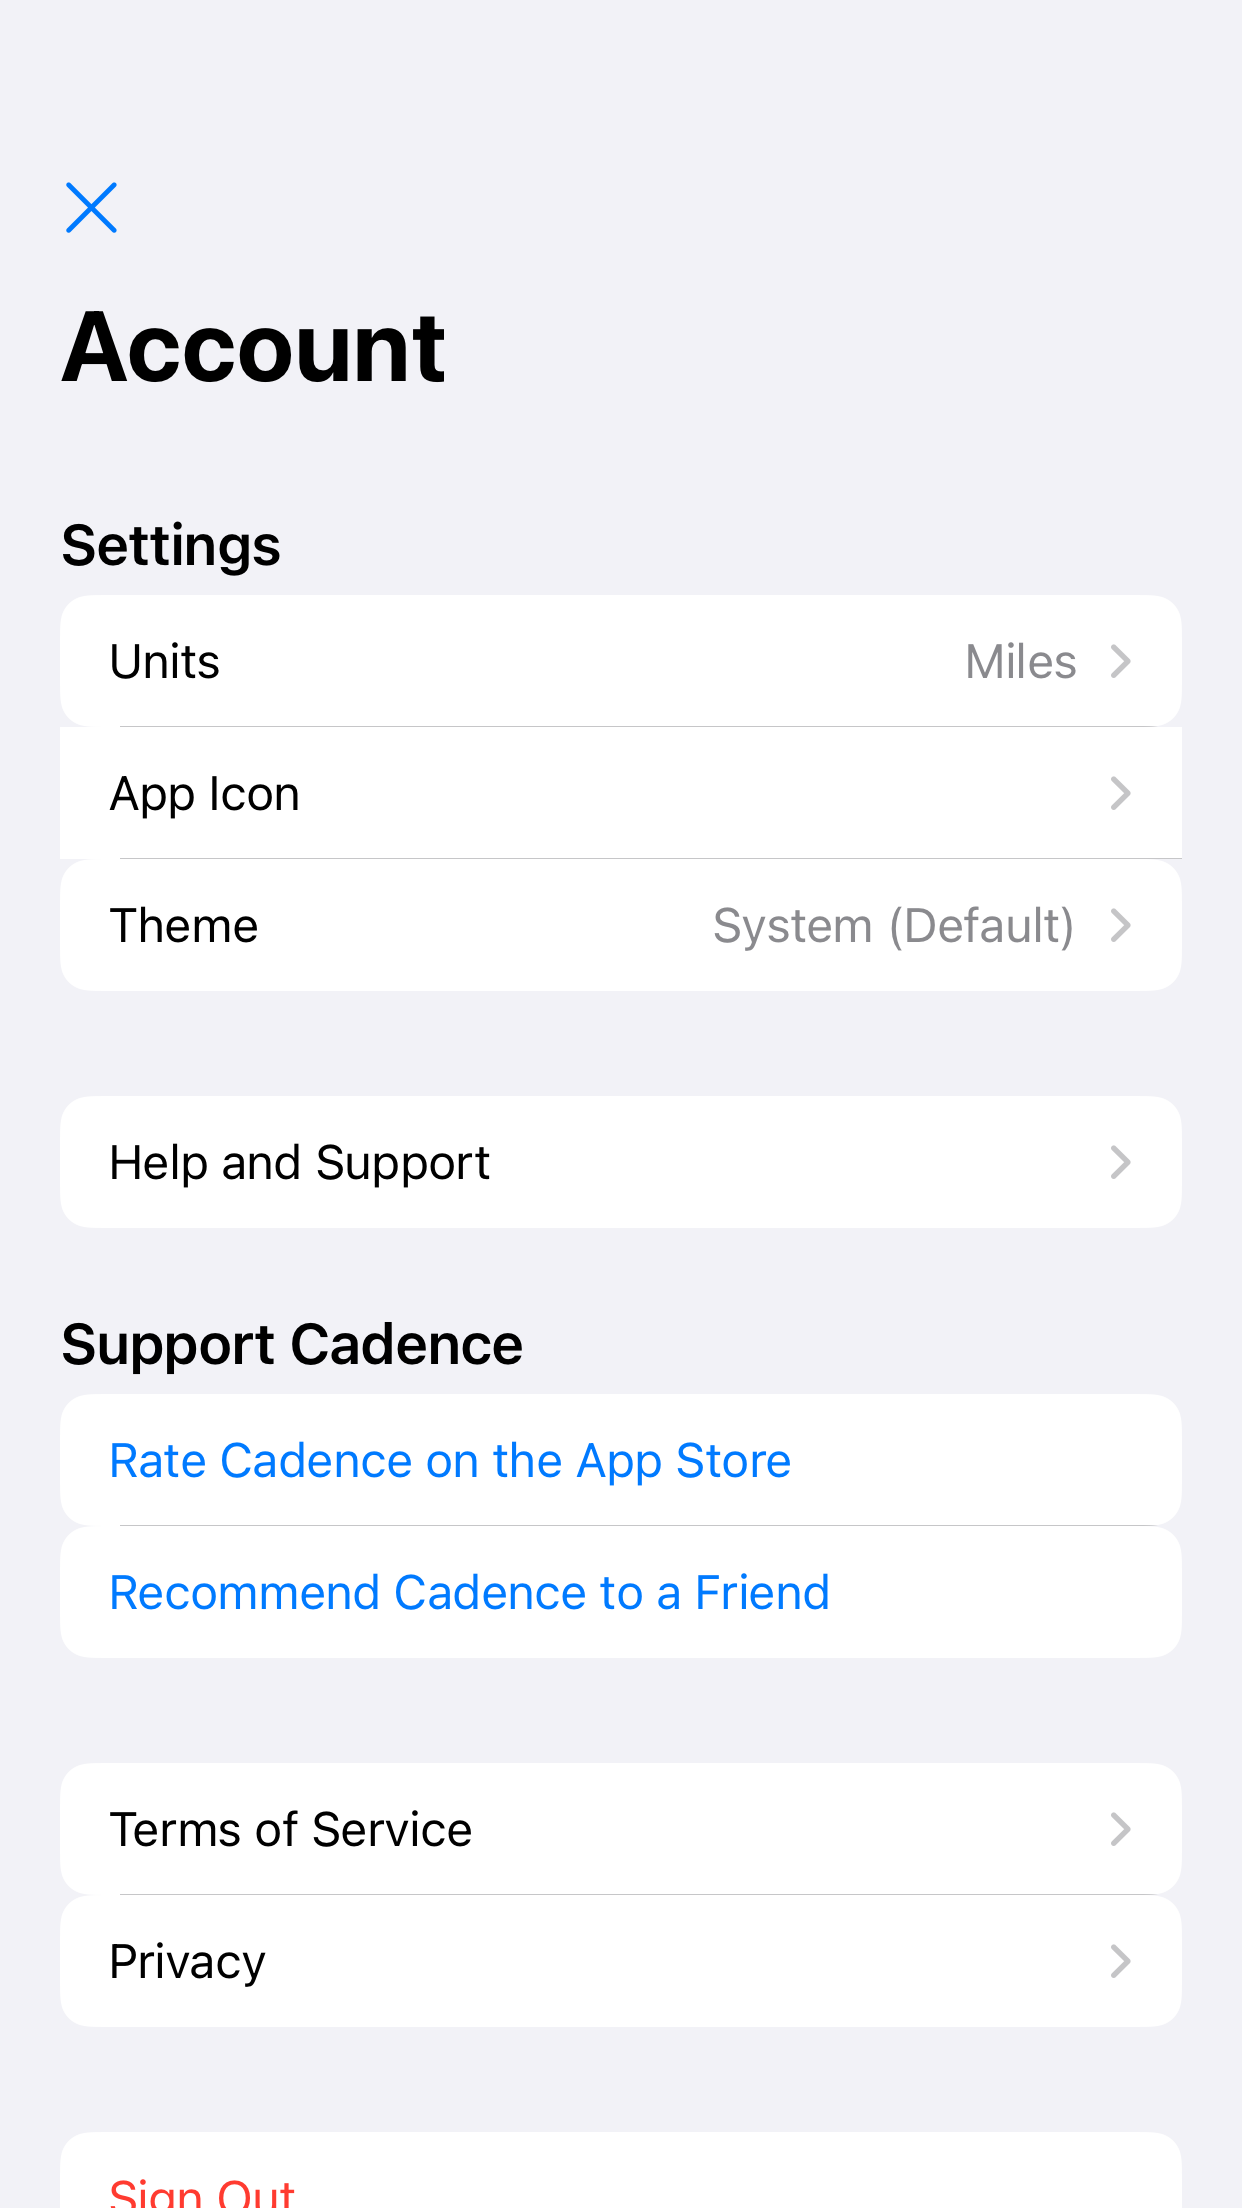 Account
Settings
Units Miles
App Icon
Theme System (Default)
Help and Support
Support Cadence
Rate Cadence on the App Store
Recommend Cadence to a Friend
Terms of Service
Privacy
Sign Out